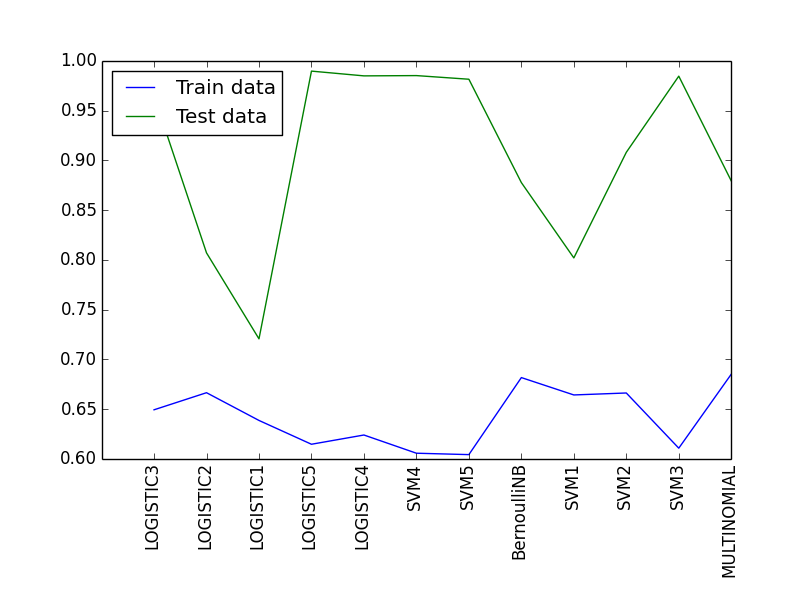 1.00
0.95
0.90
0.85
0.80
0.75
0.70
0.65
0.60
Train data
Test data
LOGISTIC3
LOGISTIC2
LOGISTIC1
LOGISTIC5
LOGISTIC4
SVM4
SVM5
BernoulliNB
SVM1
SVM2
SVM3
MULTINOMIAL